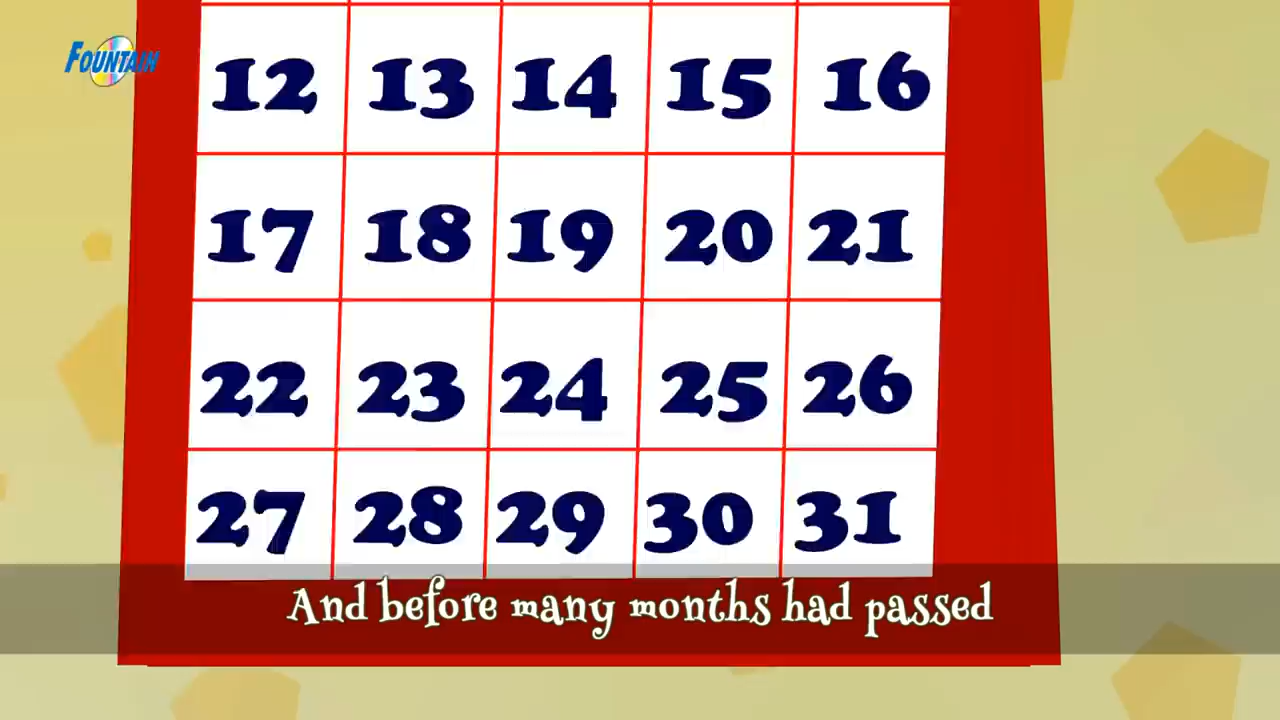 FOUNTAIN
12 13 14 15 16
17 18 19 20 21
22 23 24 25 26
27 28 29 30 31
And before many months had passed